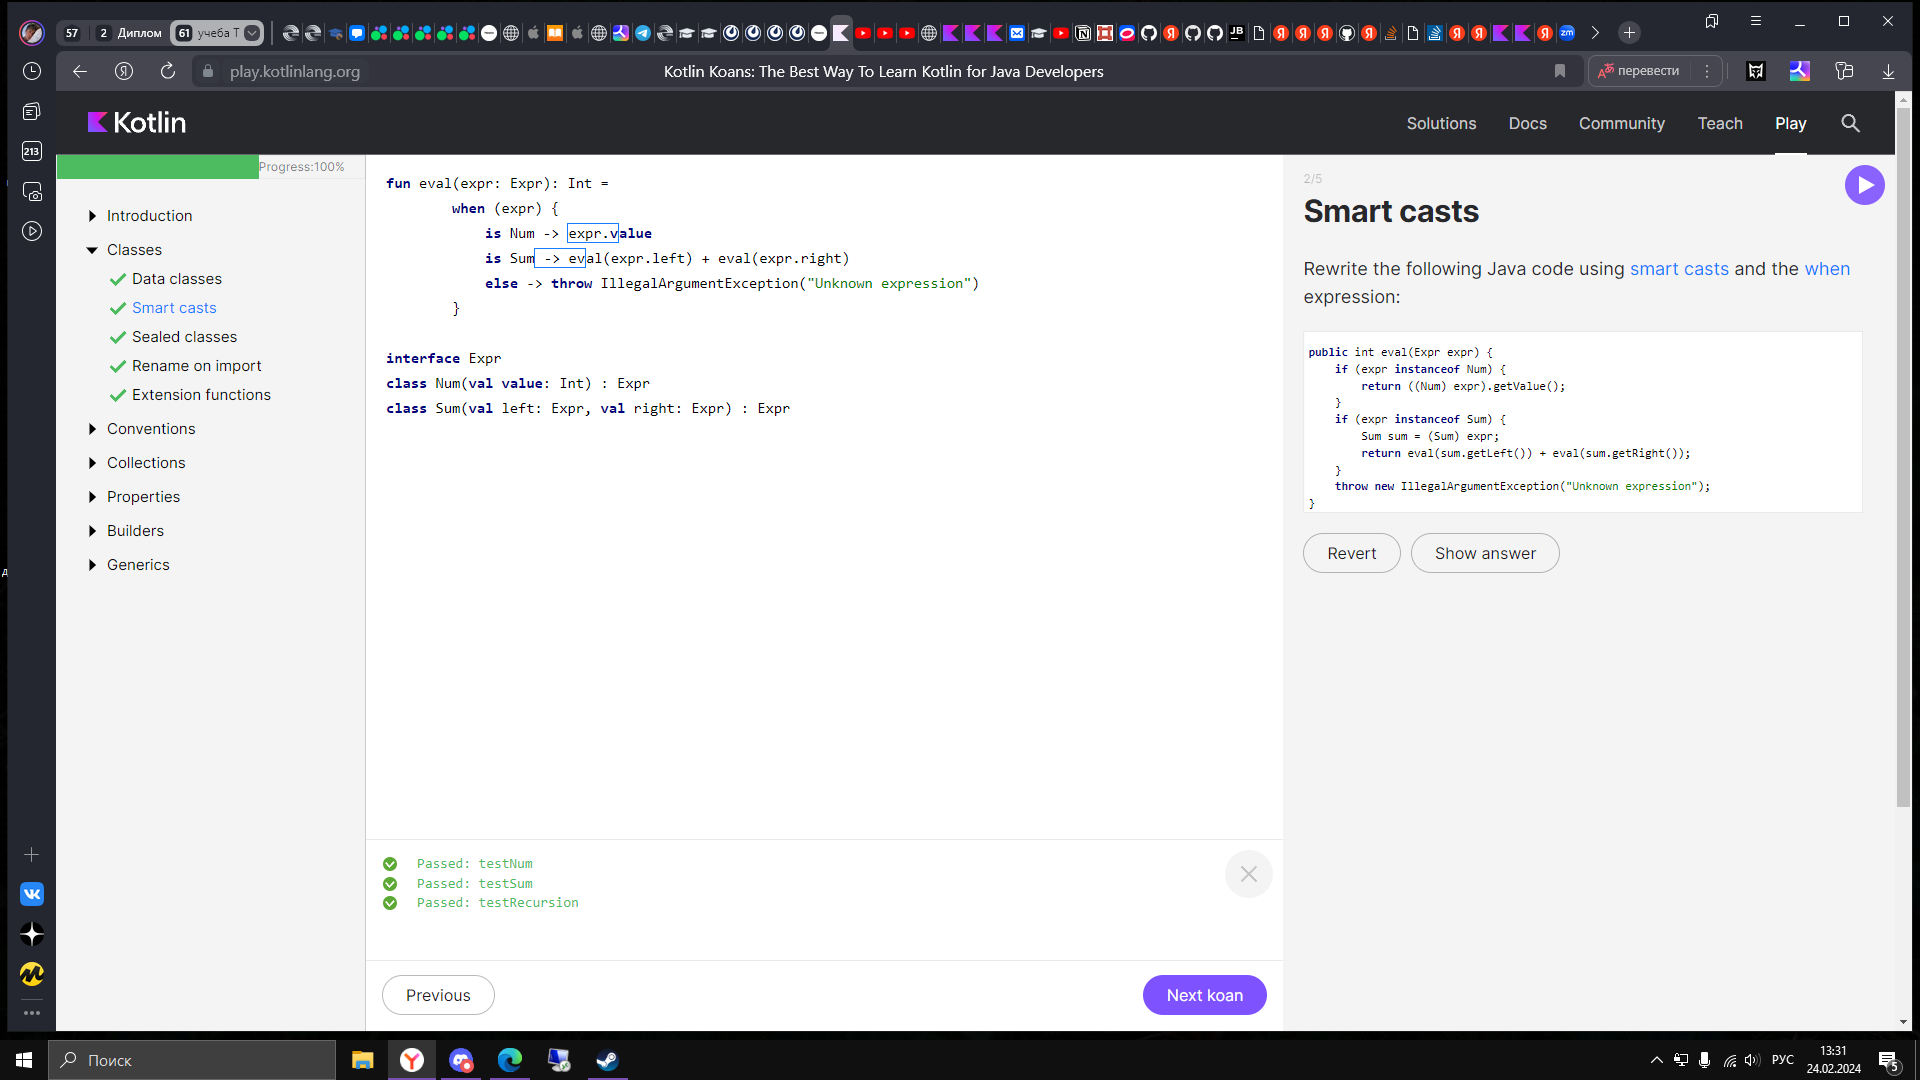 57
2 Диплом
61 учеба Т
play.kotlinlang.org
Kotlin Koans: The Best Way To Learn Kotlin for Java Developers
перевести
213
Kotlin
Solutions
Docs
Community
Teach
Play
Progress:100%
Introduction
Classes
Data classes
Smart casts
Sealed classes
Rename on import
Extension functions
Conventions
Collections
Properties
Builders
Generics
fun eval(expr: Expr): Int =
when (expr) {
is Num -> expr.value
is Sum -> eval(expr.left) + eval(expr.right)
else -> throw IllegalArgumentException("Unknown expression")
}
interface Expr
class Num(val value: Int) : Expr
class Sum(val left: Expr, val right: Expr) : Expr
Passed: testNum
Passed: testSum
Passed: testRecursion
Previous
Next koan
2/5
Smart casts
Rewrite the following Java code using smart casts and the when
expression:
public int eval(Expr expr) {
if (expr instanceof Num) {
return ((Num) expr).getValue();
}
if (expr instanceof Sum) {
Sum sum = (Sum) expr;
return eval(sum.getLeft()) + eval(sum.getRight());
}
throw new IllegalArgumentException("Unknown expression");
}
Revert
Show answer
Поиск
РУС
13:31
24.02.2024
5